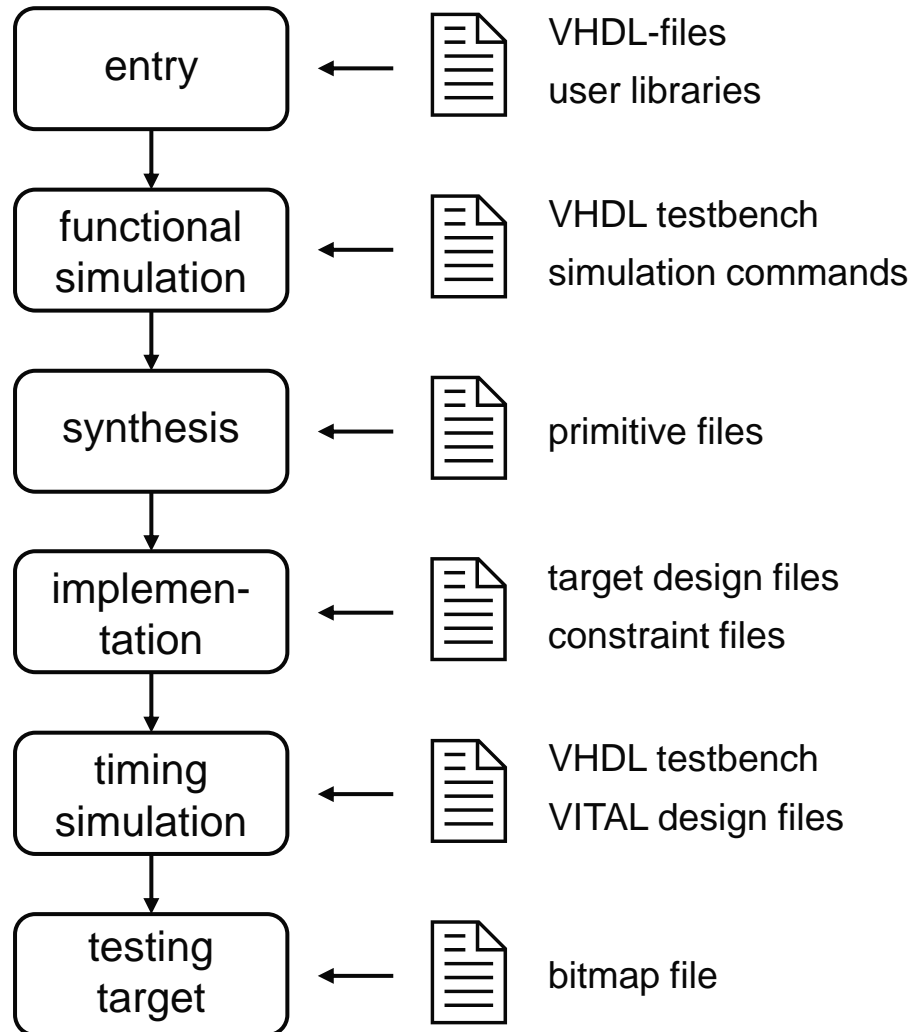 entry
VHDL-files
user libraries
functional
simulation
VHDL testbench
simulation commands
synthesis
primitive files
implemen-
tation
target design files
constraint files
timing
simulation
VHDL testbench
VITAL design files
testing
target
bitmap file